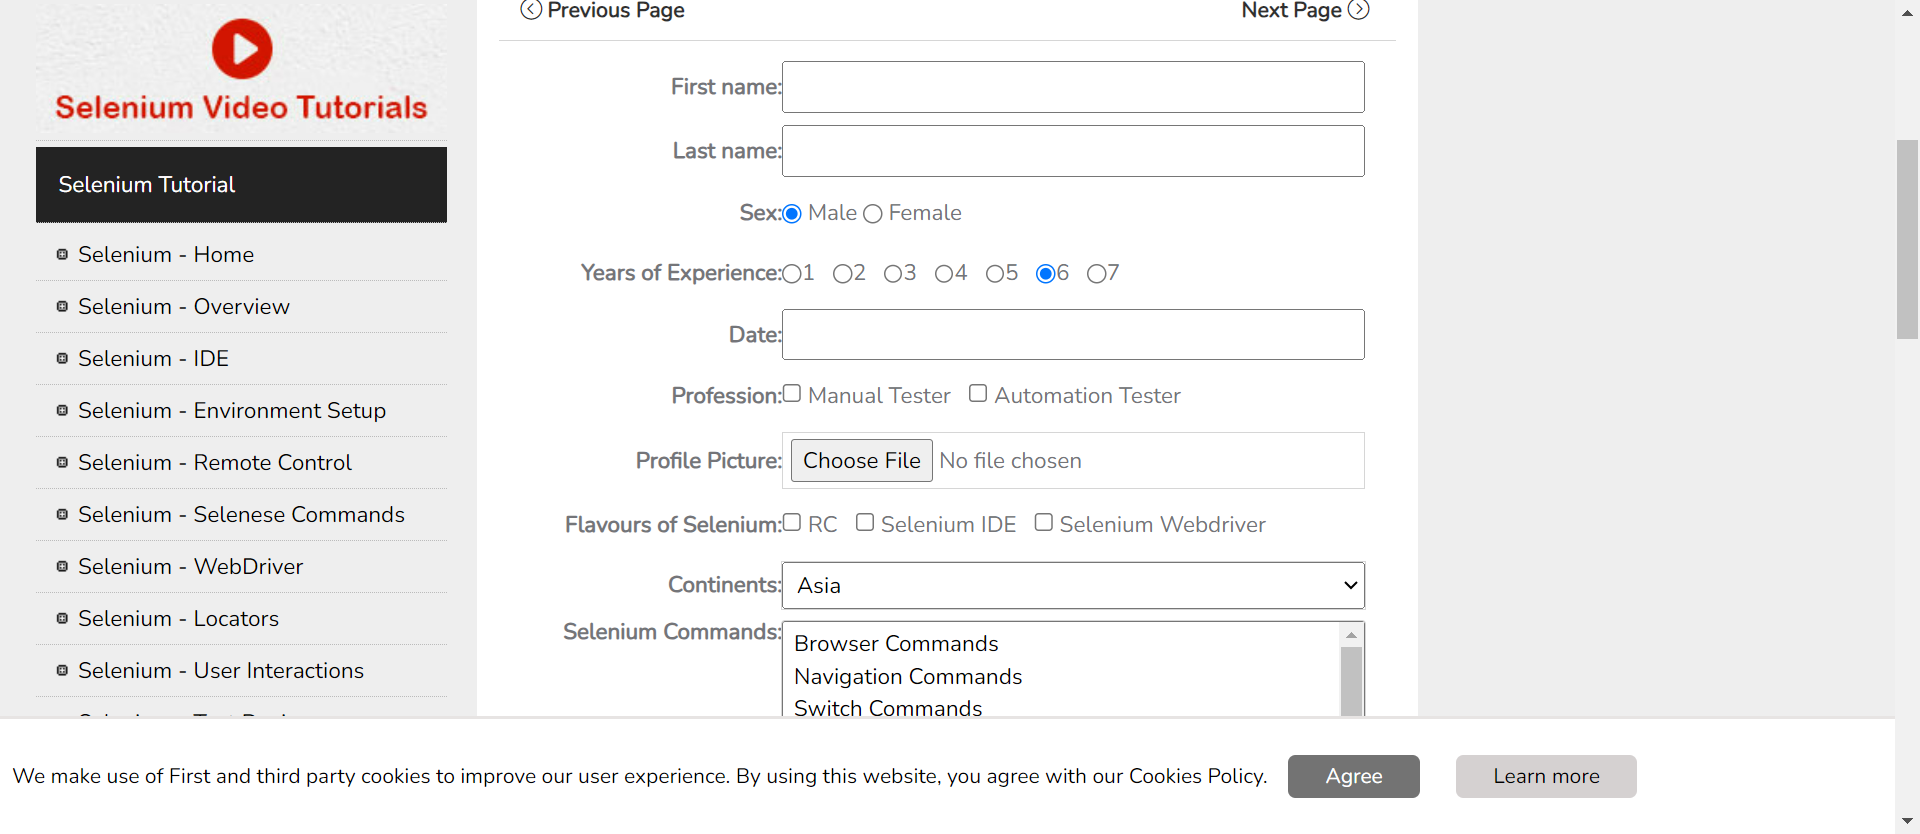 Previous Page
Next Page
Selenium Video Tutorials
Selenium Tutorial
Selenium - Home
Selenium - Overview
Selenium - IDE
Selenium - Environment Setup
Selenium - Remote Control
Selenium - Selenese Commands
Selenium - WebDriver
Selenium - Locators
Selenium - User Interactions
First name:
Last name:
Sex: Male Female
Years of Experience: 1 2 3 4 5 6 7
Date:
Profession: Manual Tester Automation Tester
Profile Picture: Choose File No file chosen
Flavours of Selenium: RC Selenium IDE Selenium Webdriver
Continents: Asia
Selenium Commands: Browser Commands
Navigation Commands
Switch Commands
We make use of First and third party cookies to improve our user experience. By using this website, you agree with our Cookies Policy. Agree Learn more